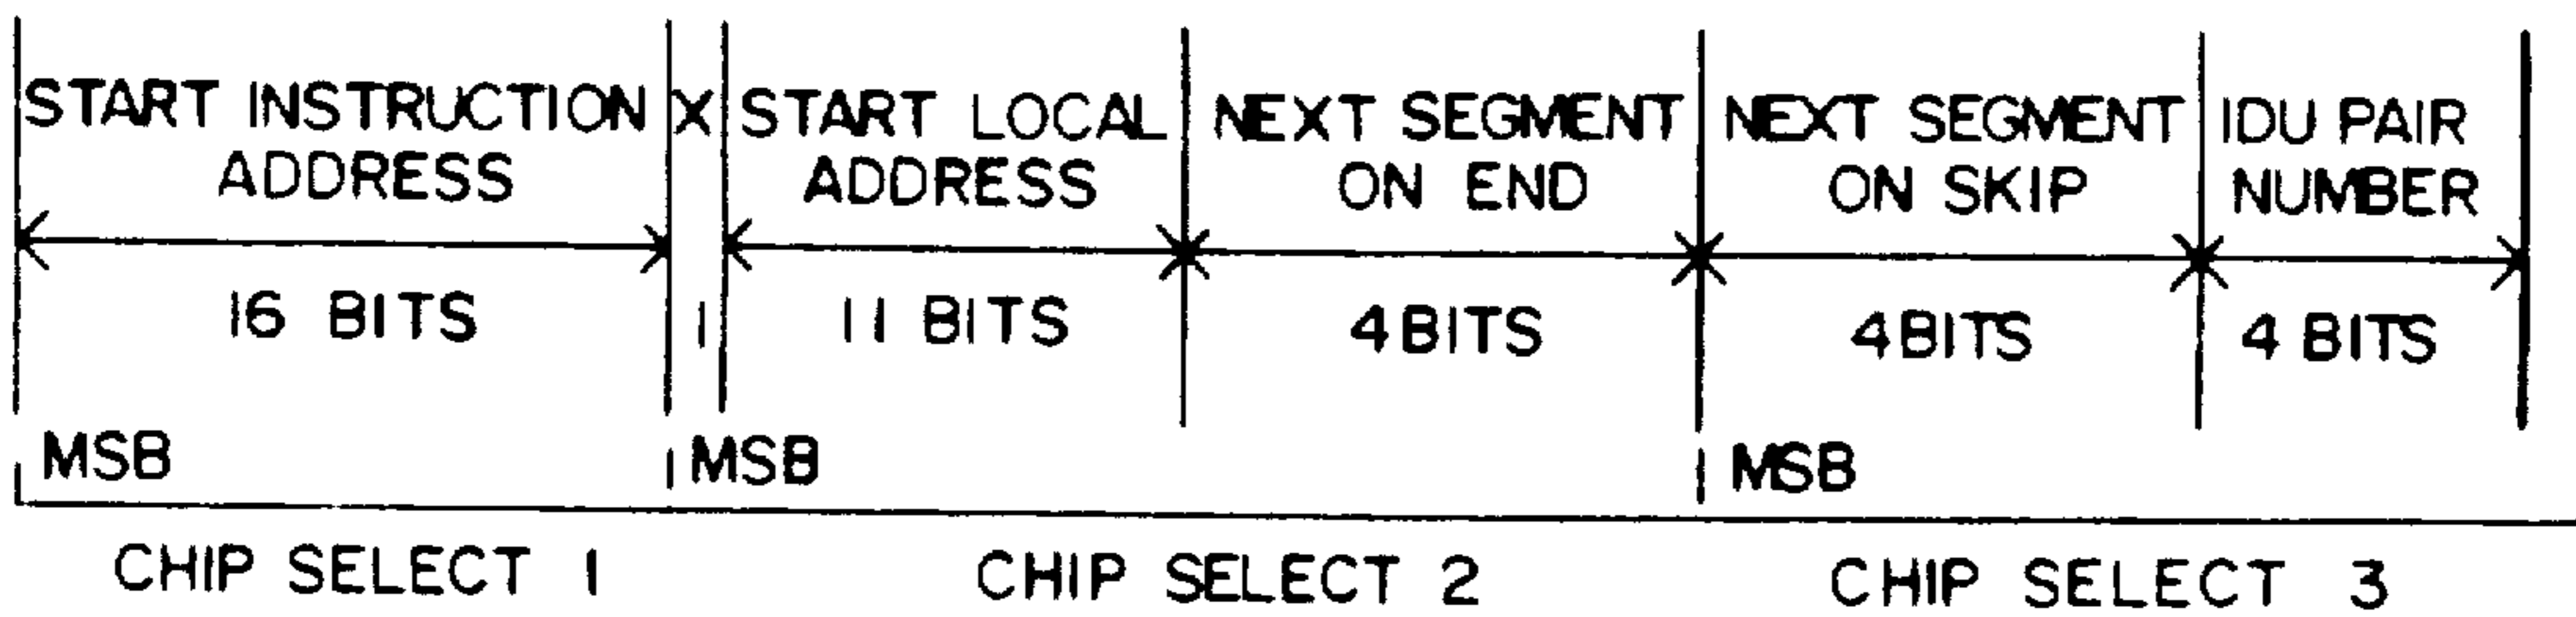 START INSTRUCTION ADDRESS
X
START LOCAL ADDRESS
NEXT SEGMENT ON END
NEXT SEGMENT ON SKIP
IDU PAIR NUMBER
16 BITS
1
11 BITS
4 BITS
4 BITS
4 BITS
MSB
MSB
MSB
CHIP SELECT 1
CHIP SELECT 2
CHIP SELECT 3